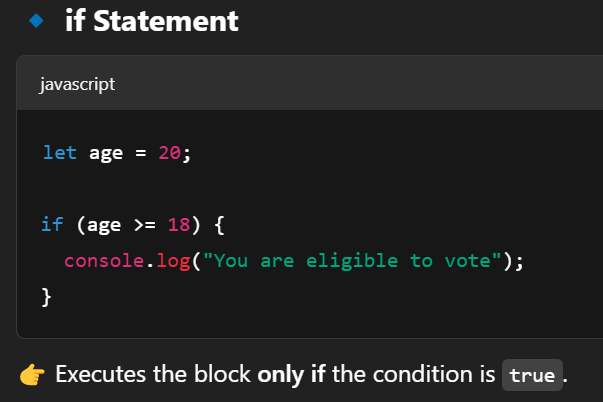 if Statement
javascript
let age = 20;
if (age >= 18) {
  console.log("You are eligible to vote");
}
Executes the block only if the condition is true.